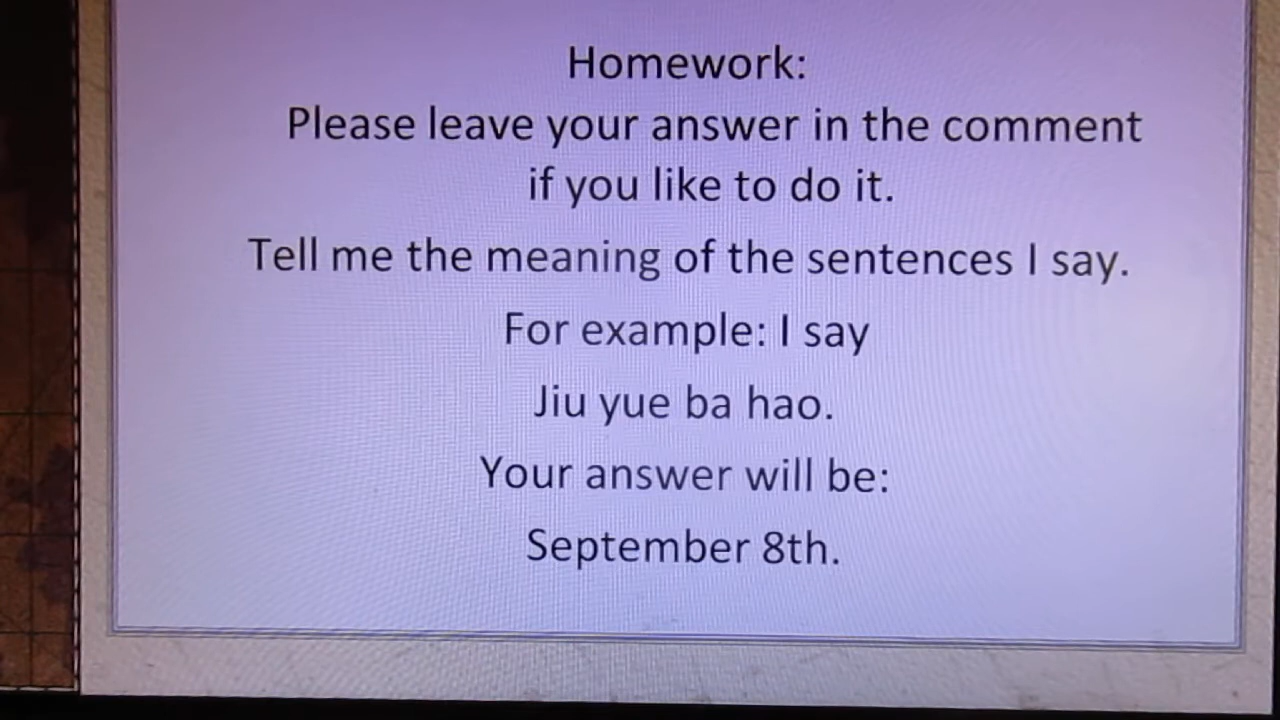 Homework:
Please leave your answer in the comment
if you like to do it.
Tell me the meaning of the sentences I say.
For example: I say
Jiu yue ba hao.
Your answer will be:
September 8th.